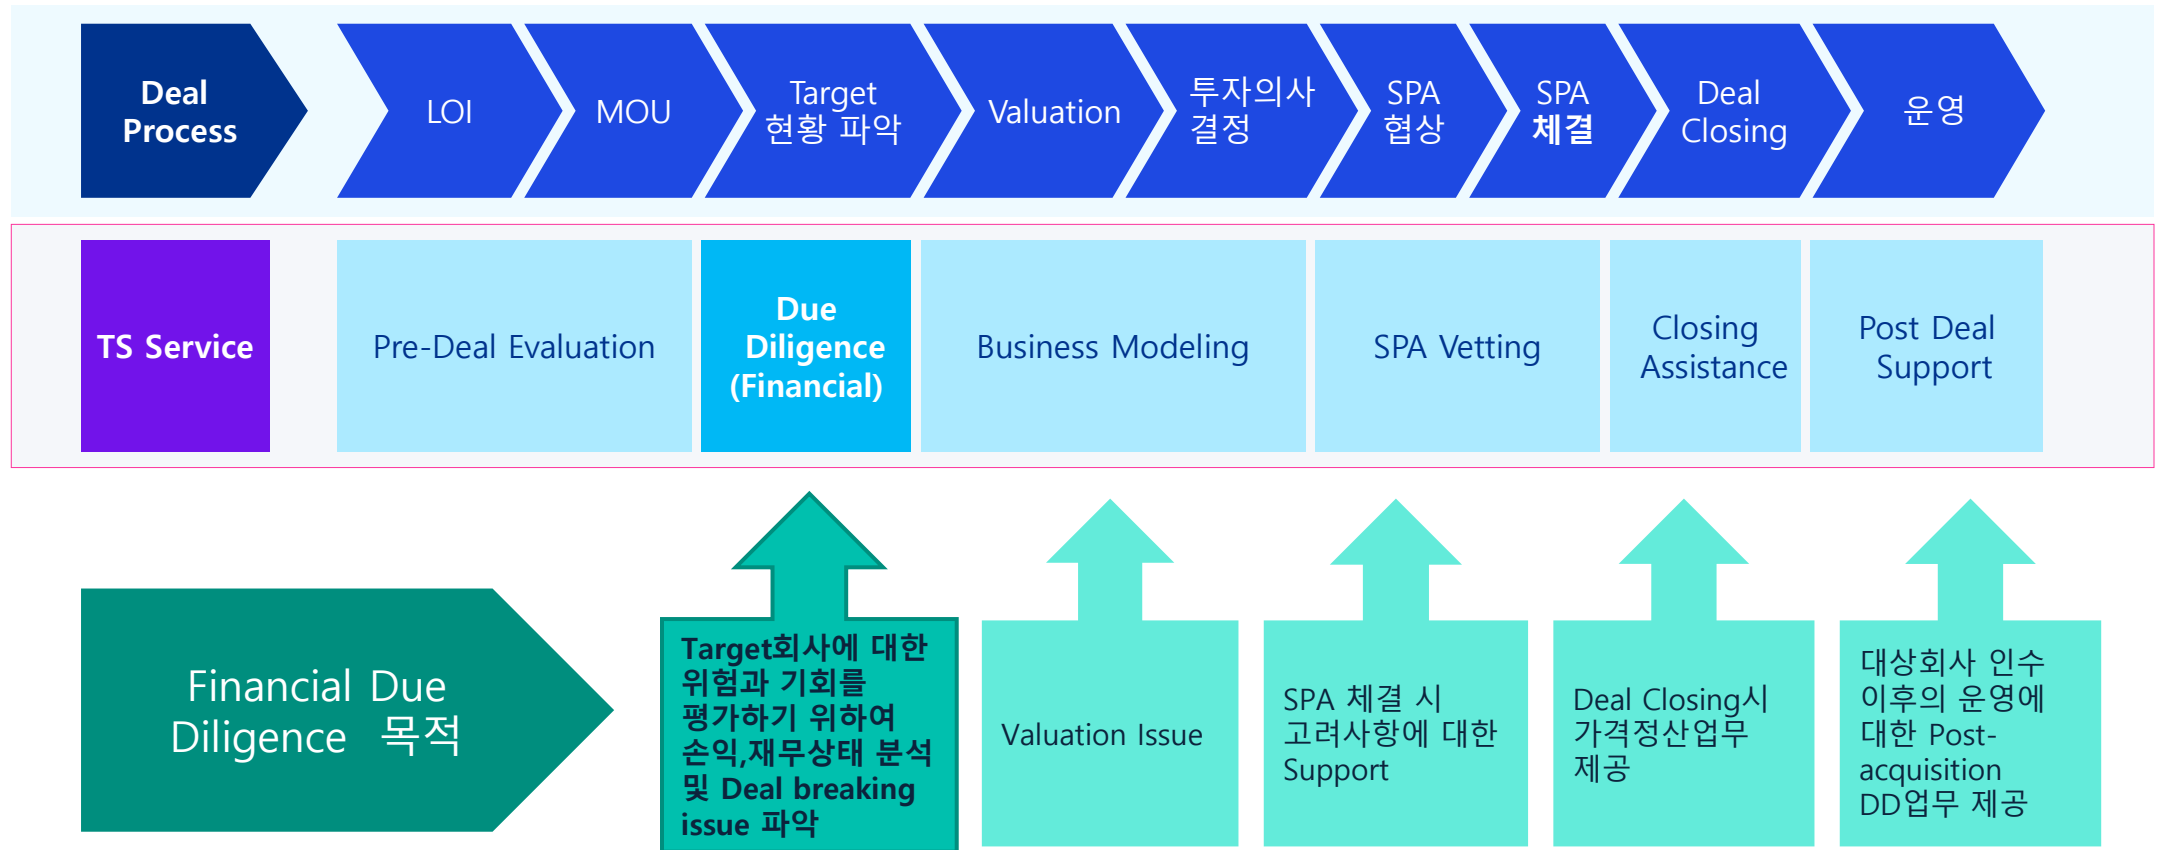 Deal
Process
LOI
MOU
Target
현황 파악
Valuation
투자의사
결정
SPA
협상
SPA
체결
Deal
Closing
운영
TS Service
Pre-Deal Evaluation
Due
Diligence
(Financial)
Business Modeling
SPA Vetting
Closing
Assistance
Post Deal
Support
Financial Due
Diligence 목적
Target회사에 대한
위험과 기회를
평가하기 위하여
손익,재무상태 분석
및 Deal breaking
issue 파악
Valuation Issue
SPA 체결 시
고려사항에 대한
Support
Deal Closing시
가격정산업무
제공
대상회사 인수
이후의 운영에
대한 Post-
acquisition
DD업무 제공